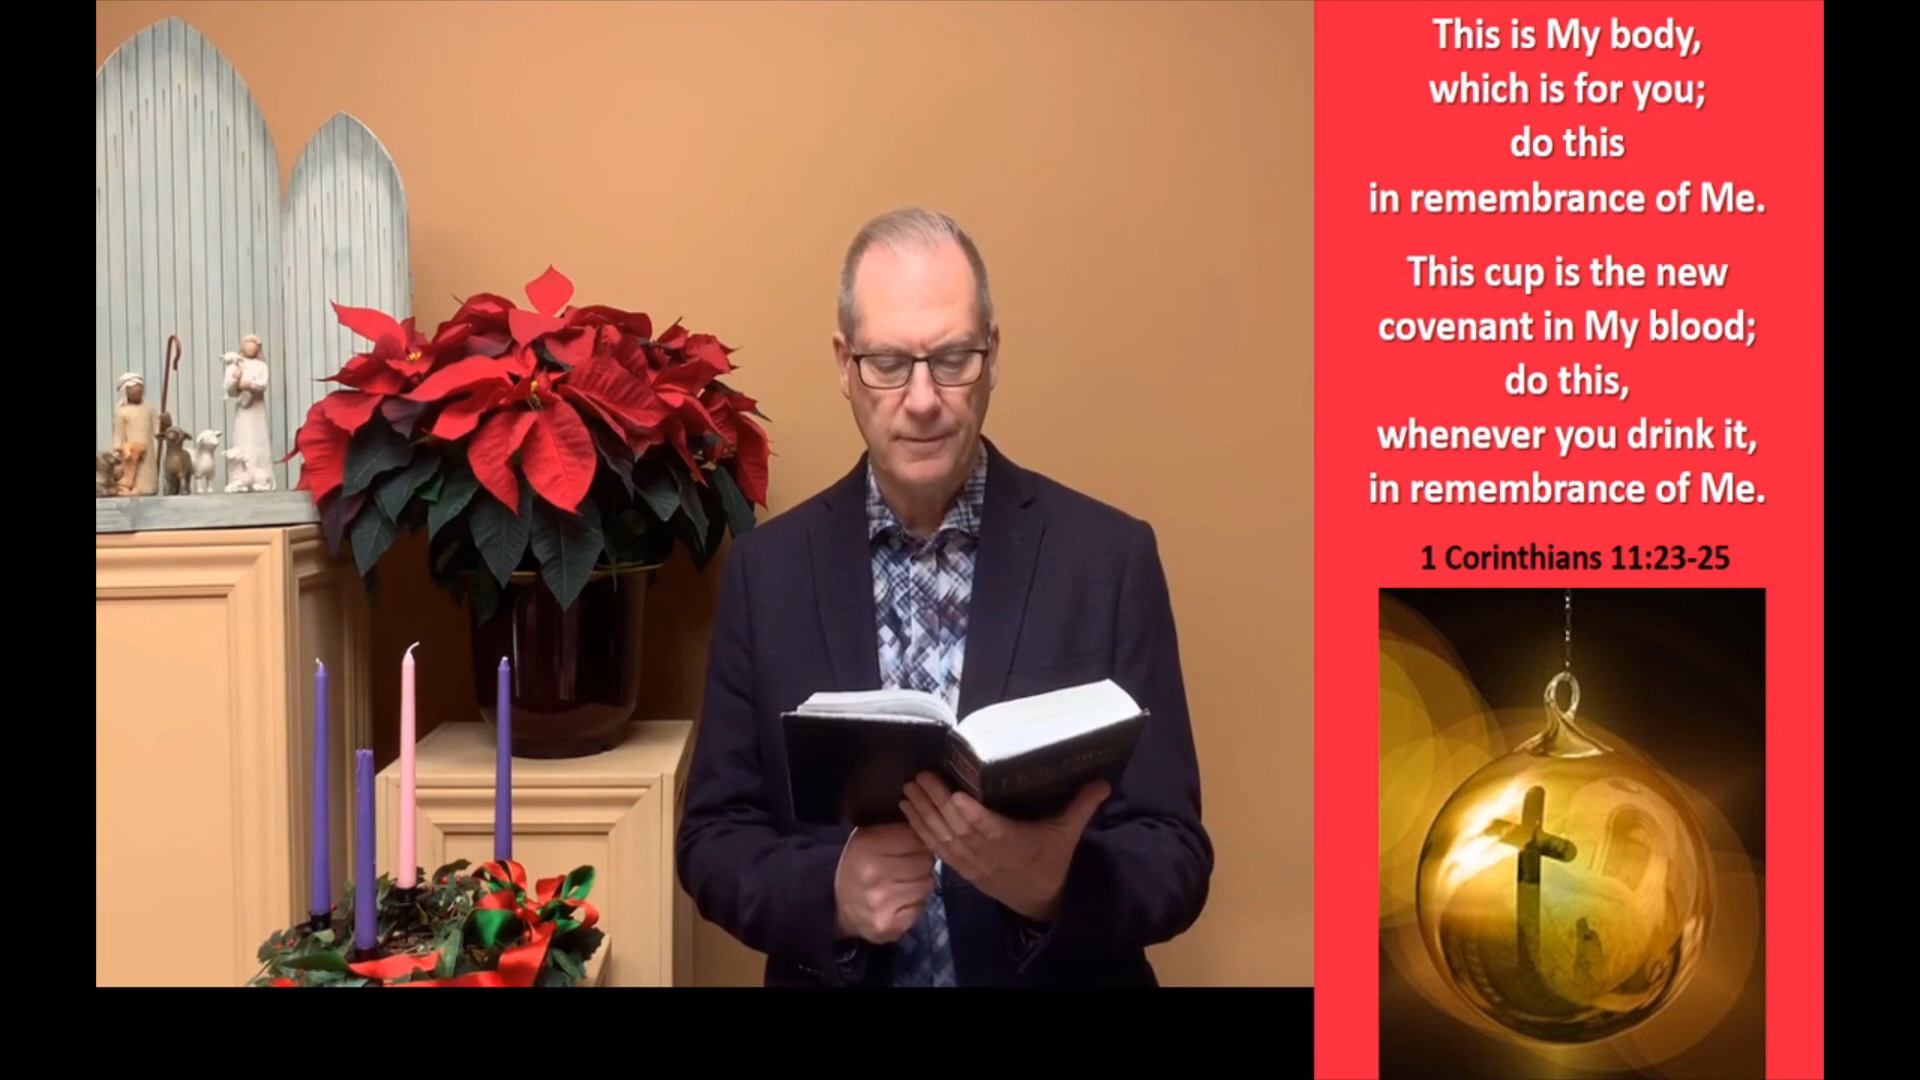 This is My body,
which is for you;
do this
in remembrance of Me.
This cup is the new
covenant in My blood;
do this,
whenever you drink it,
in remembrance of Me.
1 Corinthians 11:23-25